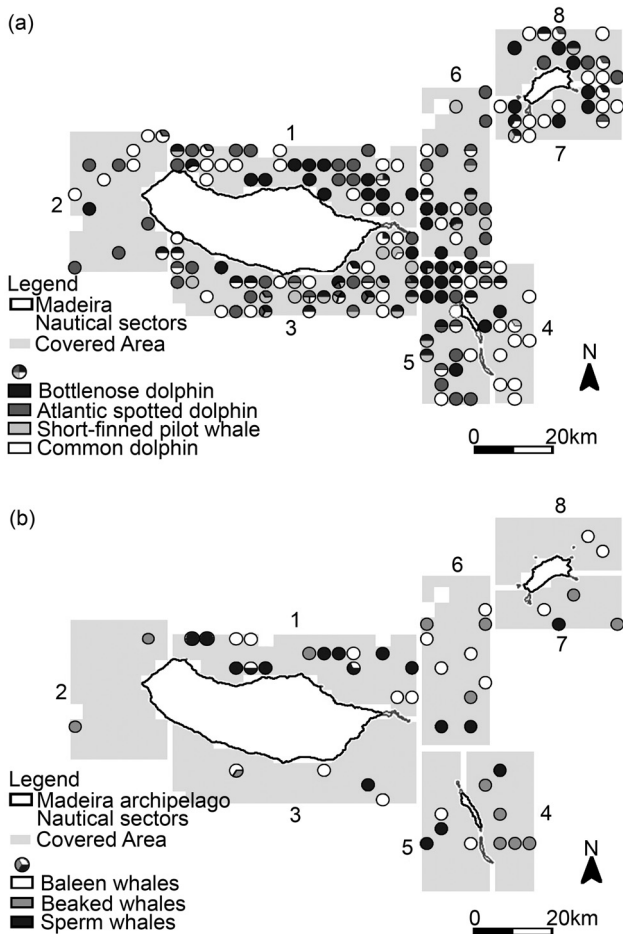 (a)
8
6
1
2
7
Legend
Madeira
Nautical sectors
Covered Area
3
4
5
N
Bottlenose dolphin
Atlantic spotted dolphin
Short-finned pilot whale
Common dolphin
0 20km
(b)
8
6
1
7
2
Legend
Madeira archipelago
Nautical sectors
Covered Area
3
4
5
N
Baleen whales
Beaked whales
Sperm whales
0 20km